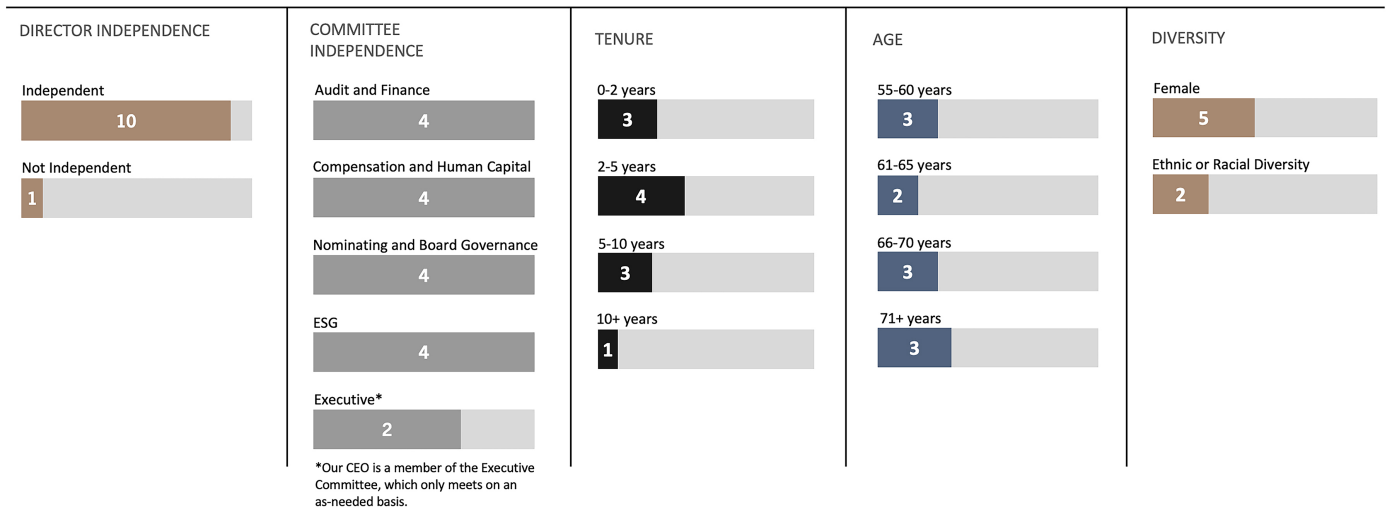 DIRECTOR INDEPENDENCE
Independent
10
Not Independent
1
COMMITTEE
INDEPENDENCE
Audit and Finance
4
Compensation and Human Capital
4
Nominating and Board Governance
4
ESG
4
Executive*
2
*Our CEO is a member of the Executive
Committee, which only meets on an
as-needed basis.
TENURE
0-2 years
3
2-5 years
4
5-10 years
3
10+ years
1
AGE
55-60 years
3
61-65 years
2
66-70 years
3
71+ years
3
DIVERSITY
Female
5
Ethnic or Racial Diversity
2